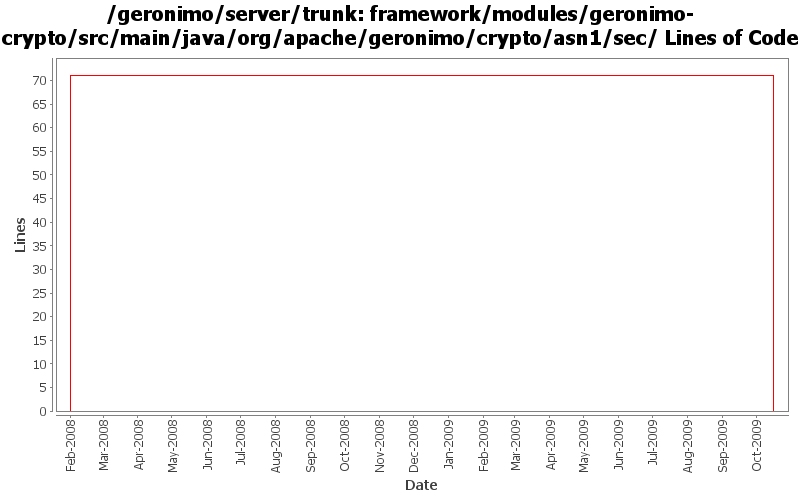 /geronimo/server/trunk: framework/modules/geronimo-
crypto/src/main/java/org/apache/geronimo/crypto/asn1/sec/ Lines of Code
Lines
70
65
60
55
50
45
40
35
30
25
20
15
10
5
0
Feb-2008
Mar-2008
Apr-2008
May-2008
Jun-2008
Jul-2008
Aug-2008
Sep-2008
Oct-2008
Nov-2008
Dec-2008
Jan-2009
Feb-2009
Mar-2009
Apr-2009
May-2009
Jun-2009
Jul-2009
Aug-2009
Sep-2009
Oct-2009
Date